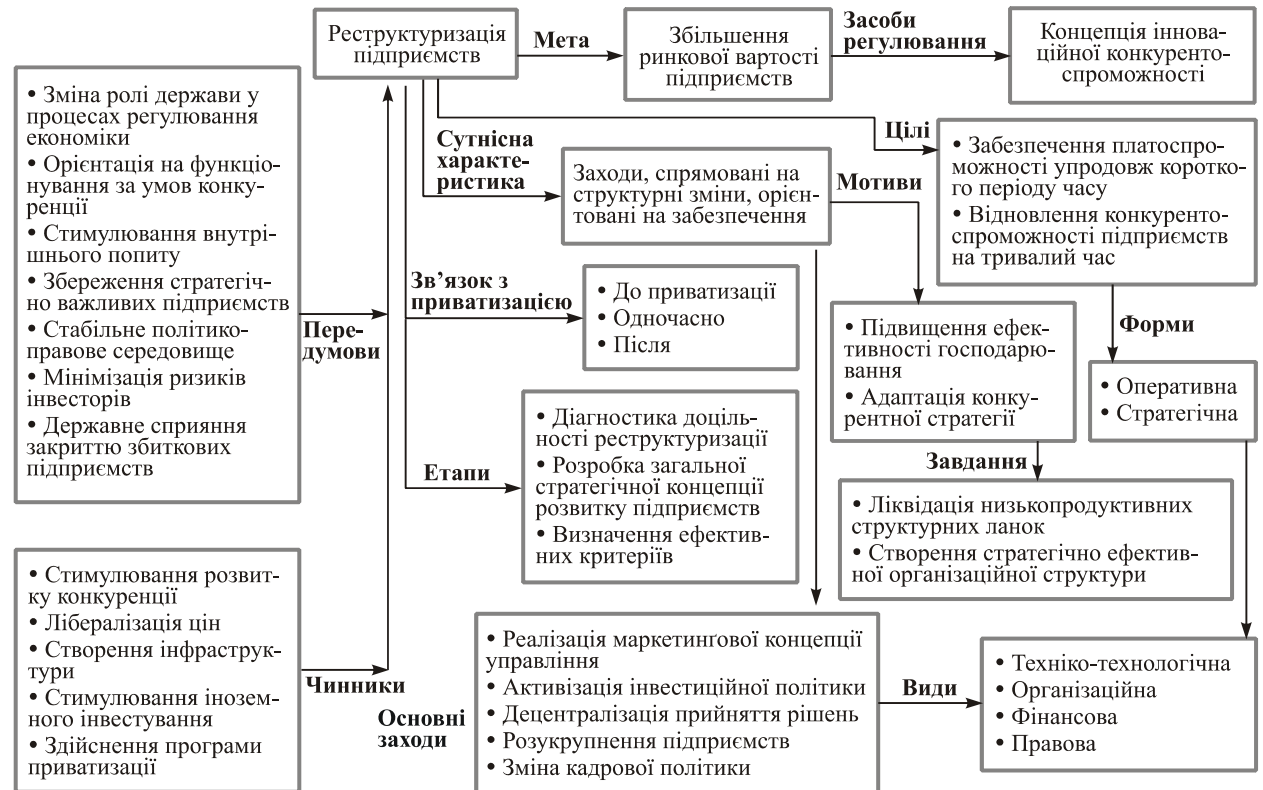 Реструктуризація
підприємств
Мета
Збільшення
ринкової вартості
підприємств
Засоби
регулювання
Концепція іннова-
ційної конкуренто-
спроможності
• Зміна ролі держави у
процесах регулювання
економіки
• Орієнтація на функціо-
нування за умов конку-
ренції
• Стимулювання внутрі-
шнього попиту
• Збереження стратегіч-
но важливих підприємств
• Стабільне політико-
правове середовище
• Мінімізація ризиків
інвесторів
• Державне сприяння
закриттю збиткових
підприємств
Пере-
думови
Сутнісна
характе-
ристика
Заходи, спрямовані на
структурні зміни, орієн-
товані на забезпечення
Мотиви
Цілі
• Забезпечення платоспро-
можності упродовж коротко-
го періоду часу
• Відновлення конкуренто-
спроможності підприємств
на тривалий час
Зв’язок з
приватизацією
• До приватизації
• Одночасно
• Після
• Підвищення ефек-
тивності господарю-
вання
• Адаптація конку-
рентної стратегії
Форми
• Оперативна
• Стратегічна
Етапи
• Діагностика доціль-
ності реструктуризації
• Розробка загальної
стратегічної концепції
розвитку підприємств
• Визначення ефектив-
них критеріїв
Завдання
• Ліквідація низькопродуктивних
структурних ланок
• Створення стратегічно ефектив-
ної організаційної структури
• Стимулювання розвит-
ку конкуренції
• Лібералізація цін
• Створення інфраструк-
тури
• Стимулювання інозем-
ного інвестування
• Здійснення програми
приватизації
Чинники
Основні
заходи
• Реалізація маркетинґової концепції
управління
• Активізація інвестиційної політики
• Децентралізація прийняття рішень
• Розукрупнення підприємств
• Зміна кадрової політики
Види
• Техніко-технологічна
• Організаційна
• Фінансова
• Правова